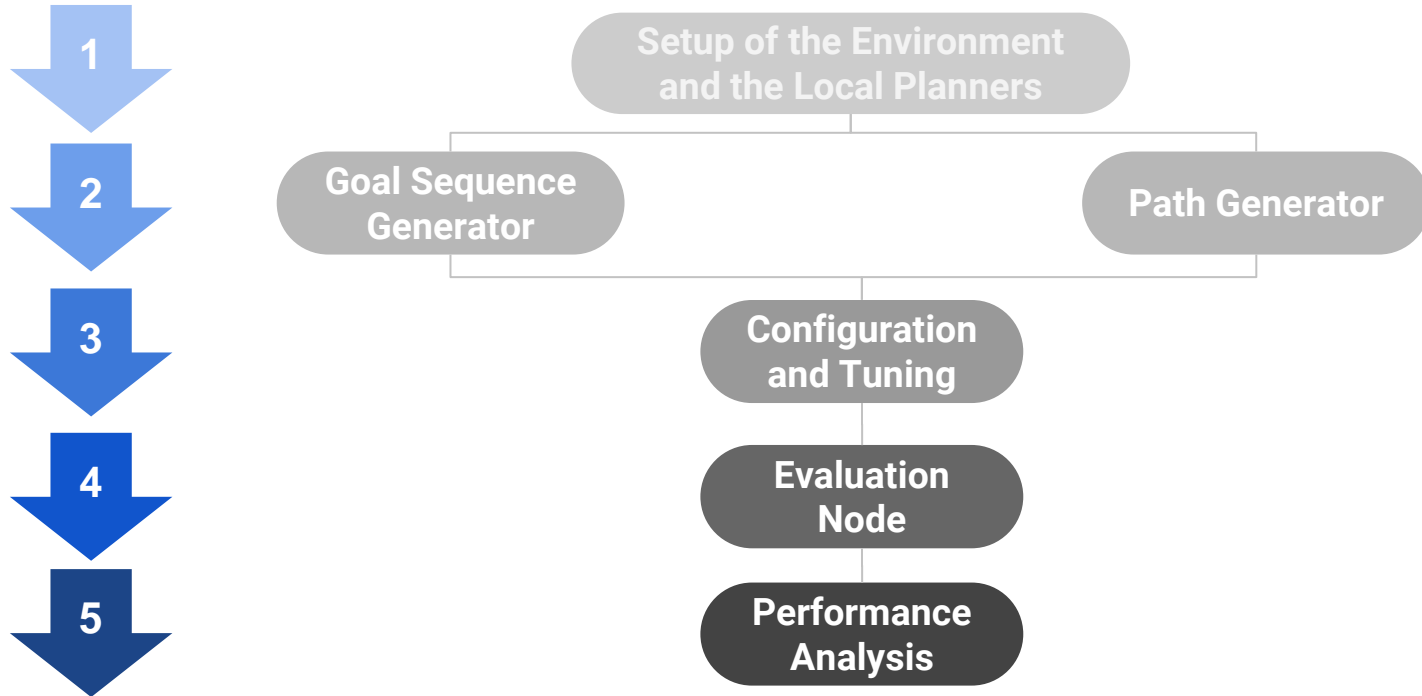 1
Setup of the Environment
and the Local Planners
2
Goal Sequence
Generator
Path Generator
3
Configuration
and Tuning
4
Evaluation
Node
5
Performance
Analysis